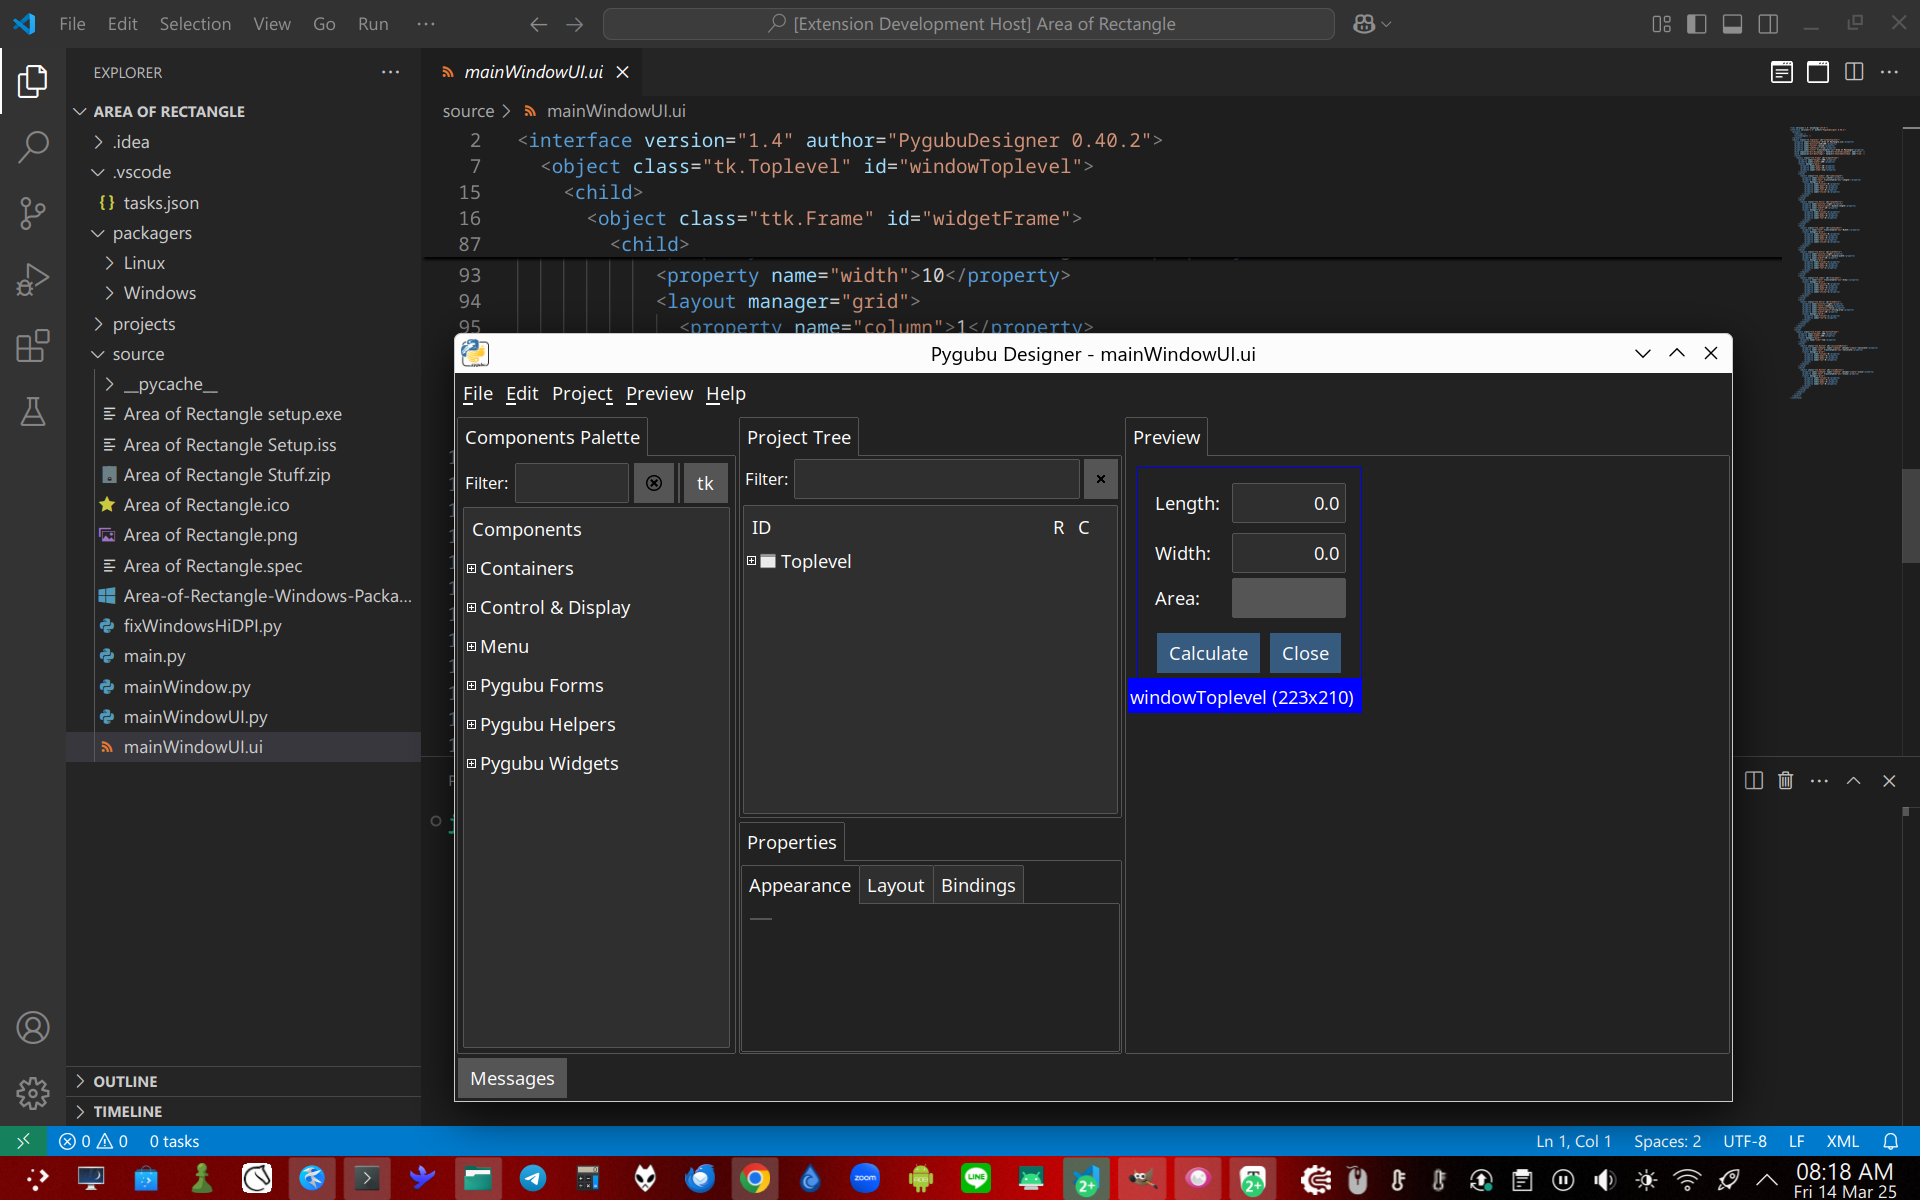 File Edit Selection View Go Run ···
[Extension Development Host] Area of Rectangle
EXPLORER
AREA OF RECTANGLE
.idea
.vscode
tasks.json
packagers
Linux
Windows
projects
source
__pycache__
Area of Rectangle setup.exe
Area of Rectangle Setup.iss
Area of Rectangle Stuff.zip
Area of Rectangle.ico
Area of Rectangle.png
Area of Rectangle.spec
Area-of-Rectangle-Windows-Packa...
fixWindowsHiDPI.py
main.py
mainWindow.py
mainWindowUI.py
mainWindowUI.ui
OUTLINE
TIMELINE
mainWindowUI.ui
source > mainWindowUI.ui
2 <interface version="1.4" author="PygubuDesigner 0.40.2">
7 <object class="tk.Toplevel" id="windowToplevel">
15 <child>
16 <object class="ttk.Frame" id="widgetFrame">
87 <child>
93 <property name="width">10</property>
94 <layout manager="grid">
95 <property name="column">1</property>
Pygubu Designer - mainWindowUI.ui
File Edit Project Preview Help
Components Palette
Filter: tk
Components
Containers
Control & Display
Menu
Pygubu Forms
Pygubu Helpers
Pygubu Widgets
Project Tree
Filter:
ID R C
Toplevel
Properties
Appearance Layout Bindings
Preview
Length: 0.0
Width: 0.0
Area:
Calculate Close
windowToplevel (223x210)
Messages
0 0 0 tasks
Ln 1, Col 1 Spaces: 2 UTF-8 LF XML
zoom
LINE
2+
2+
08:18 AM
Fri 14 Mar 25